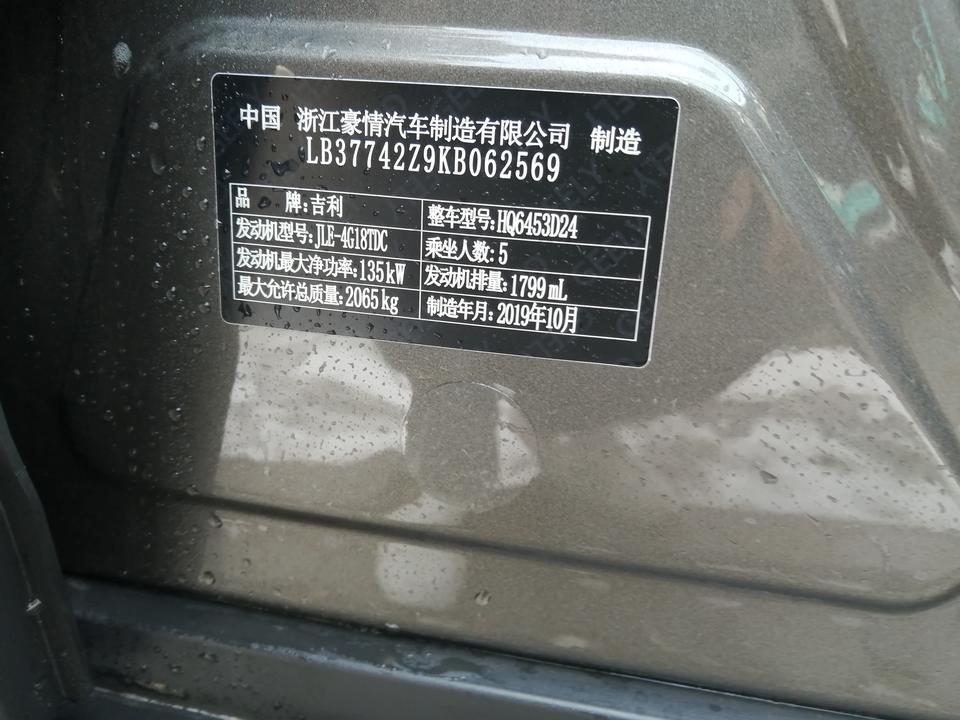 中国 浙江豪情汽车制造有限公司 制造
LB37742Z9KB062569
品 牌:吉利 整车型号:HQ6453D24
发动机型号:JLE-4G18TDC 乘坐人数:5
发动机最大净功率:135kW 发动机排量:1799mL
最大允许总质量:2065kg 制造年月:2019年10月